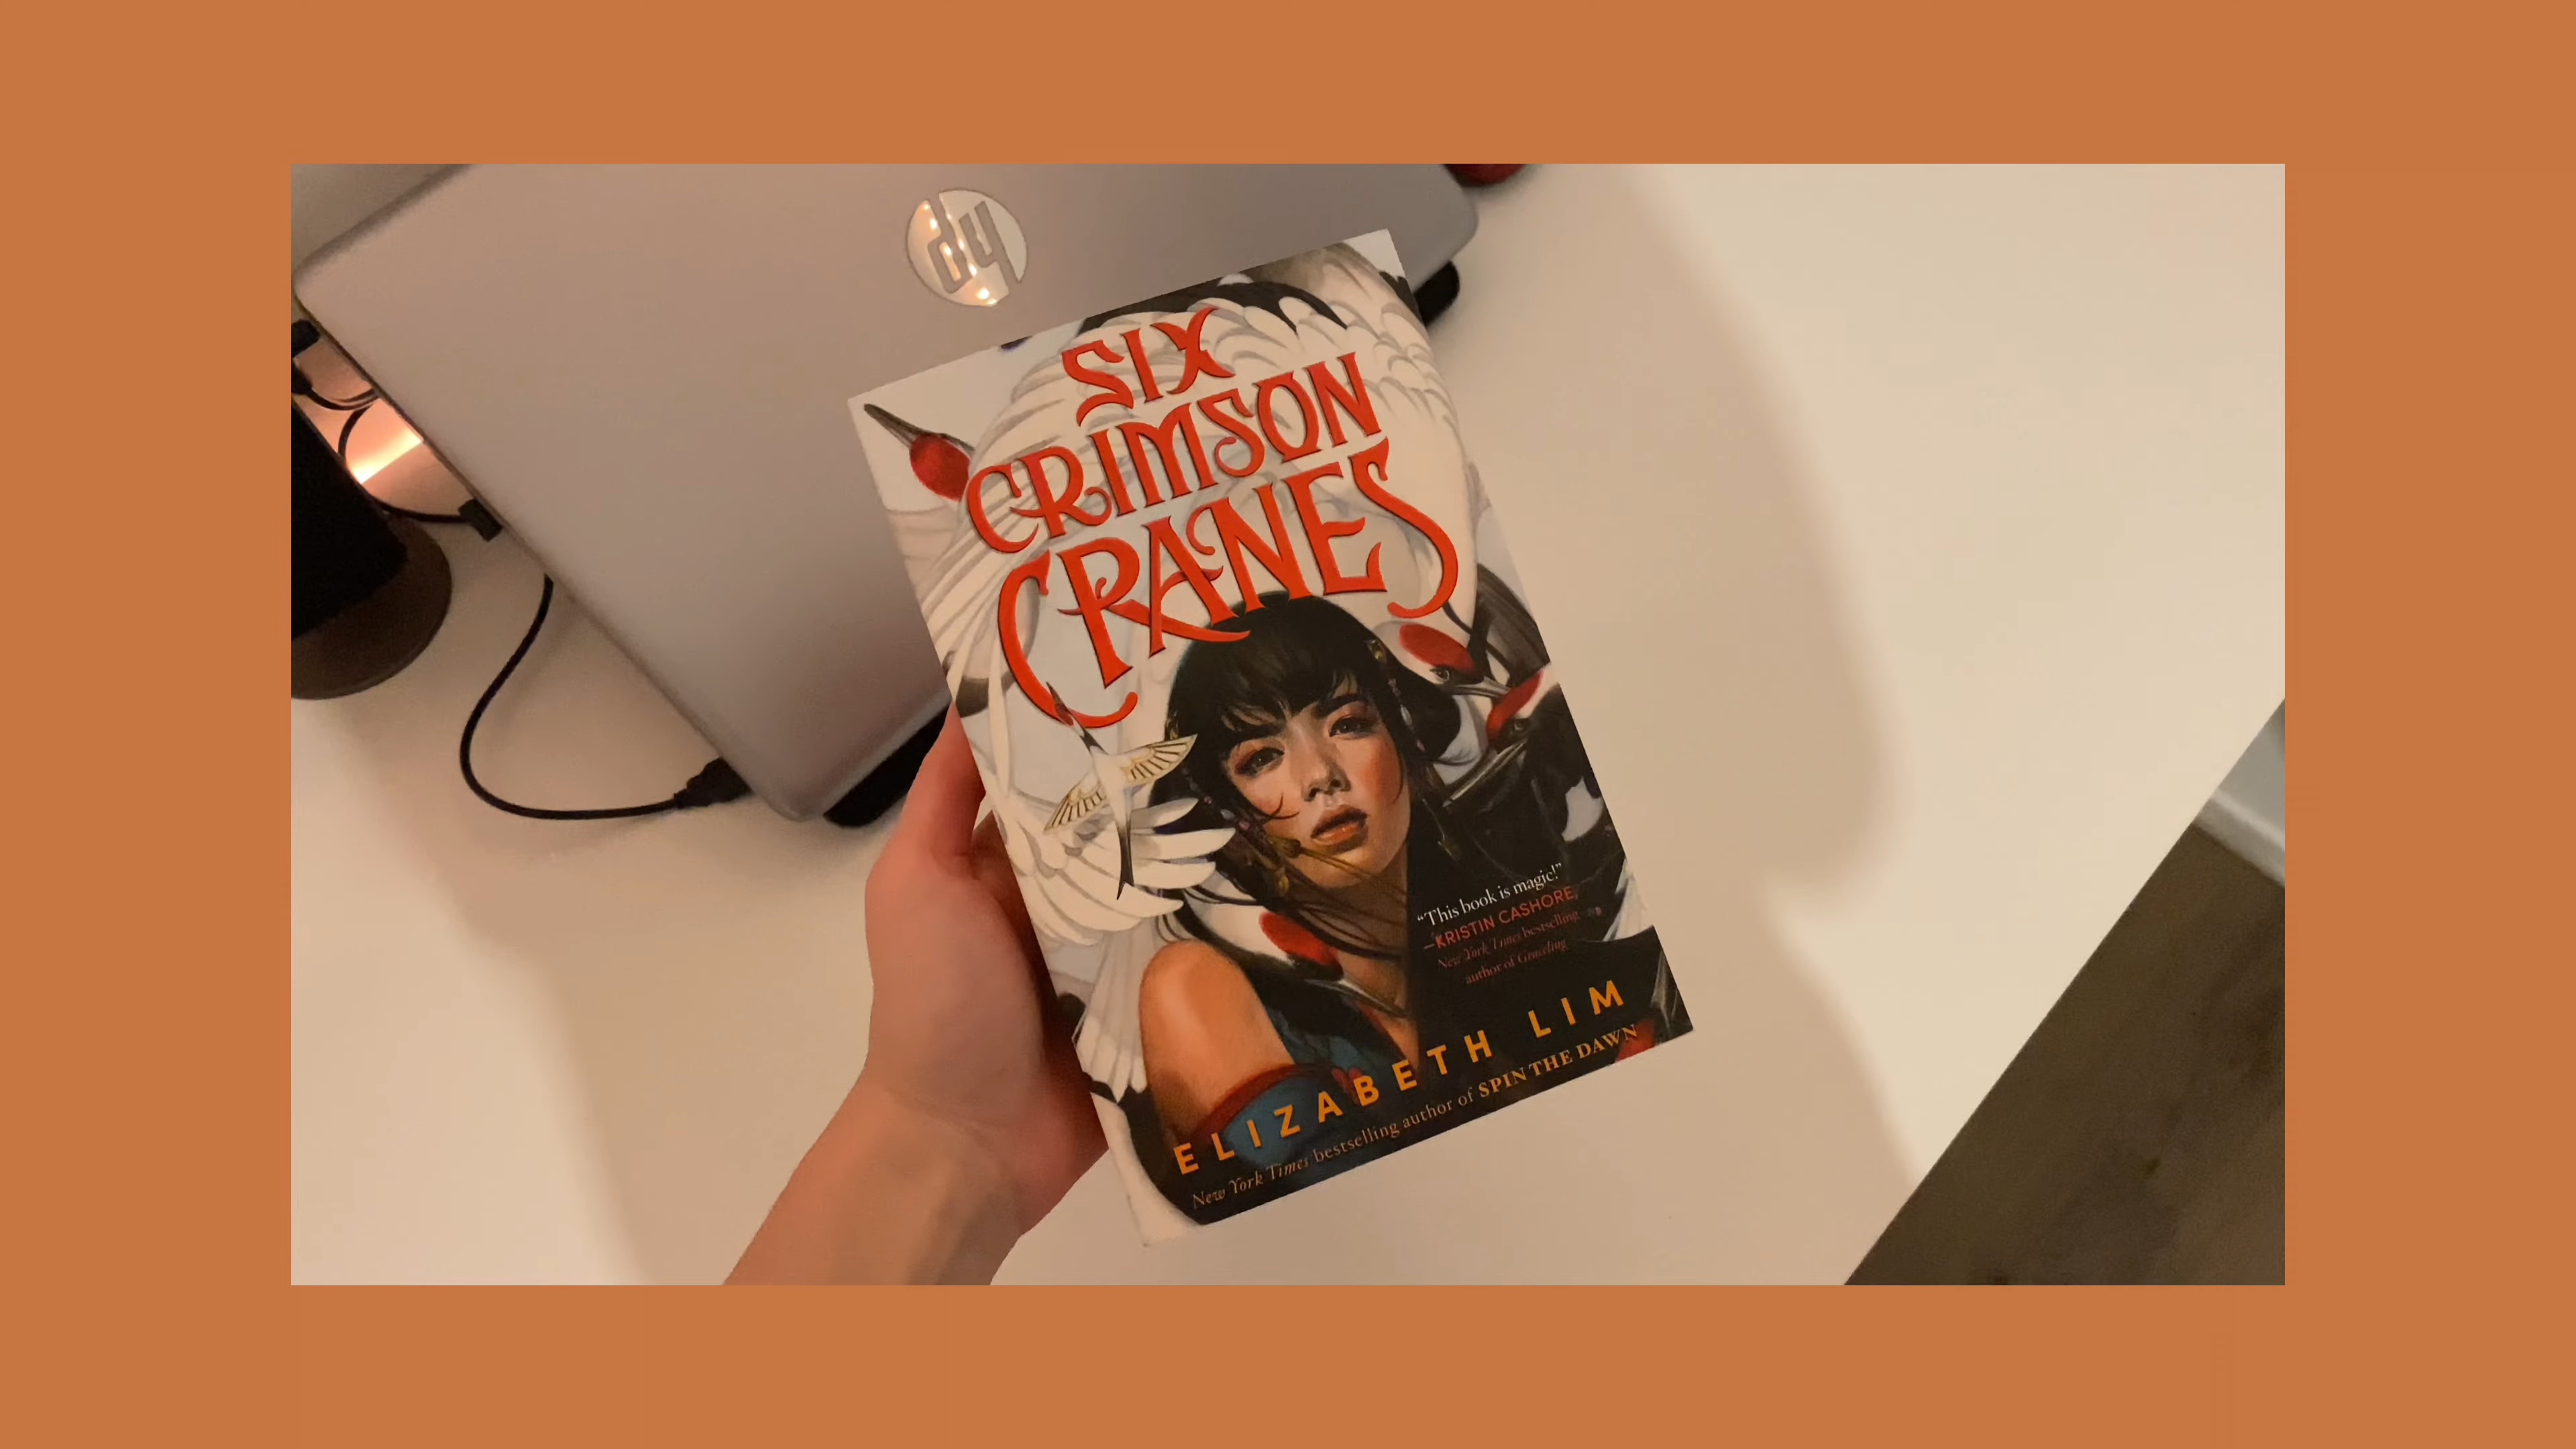 hp
SIX
CRIMSON
CRANES
“This book is magic!”
—KRISTIN CASHORE,
New York Times bestselling
author of Graceling
ELIZABETH LIM
New York Times bestselling author of SPIN THE DAWN